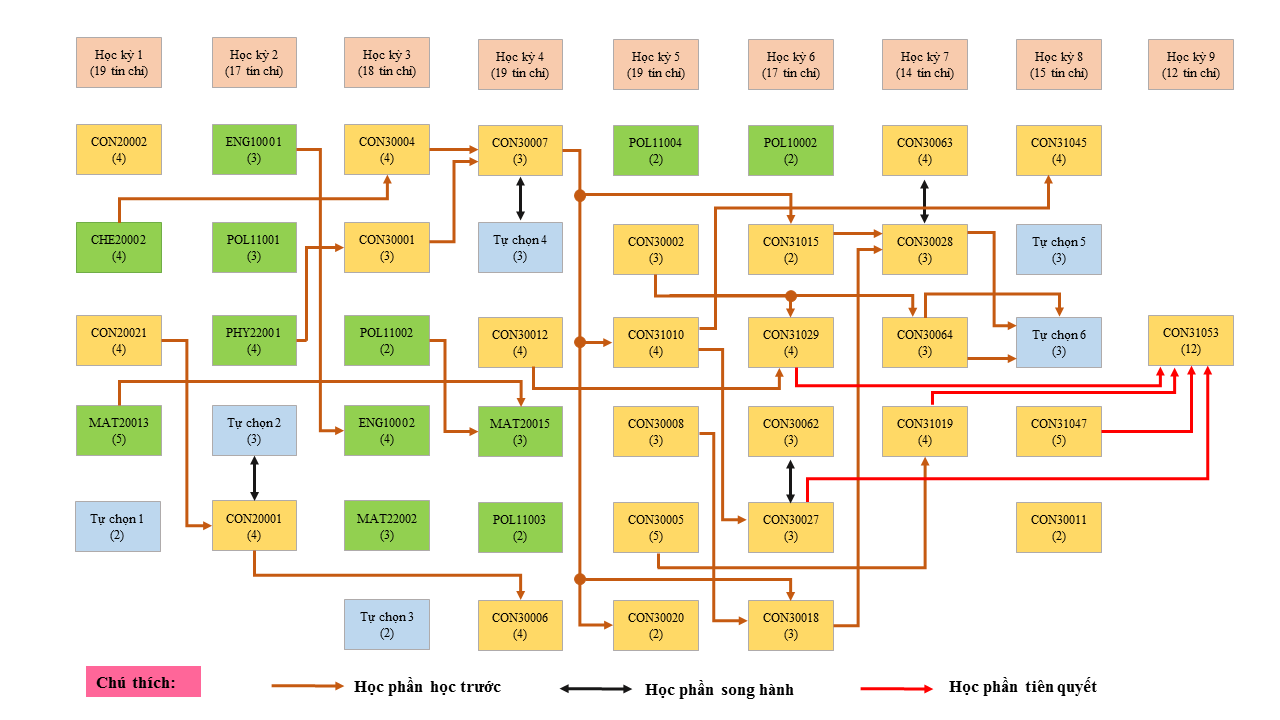 Học kỳ 1
(19 tín chỉ)
Học kỳ 2
(17 tín chỉ)
Học kỳ 3
(18 tín chỉ)
Học kỳ 4
(19 tín chỉ)
Học kỳ 5
(19 tín chỉ)
Học kỳ 6
(17 tín chỉ)
Học kỳ 7
(14 tín chỉ)
Học kỳ 8
(15 tín chỉ)
Học kỳ 9
(12 tín chỉ)
CON20002
(4)
ENG10001
(3)
CON30004
(4)
CON30007
(3)
POL11004
(2)
POL10002
(2)
CON30063
(4)
CON31045
(4)
CHE20002
(4)
POL11001
(3)
CON30001
(3)
Tự chọn 4
(3)
CON30002
(3)
CON31015
(2)
CON30028
(3)
Tự chọn 5
(3)
CON20021
(4)
PHY22001
(4)
POL11002
(2)
CON30012
(4)
CON31010
(4)
CON31029
(4)
CON30064
(3)
Tự chọn 6
(3)
CON31053
(12)
MAT20013
(5)
Tự chọn 2
(3)
ENG10002
(4)
MAT20015
(3)
CON30008
(3)
CON30062
(3)
CON31019
(4)
CON31047
(5)
Tự chọn 1
(2)
CON20001
(4)
MAT22002
(3)
POL11003
(2)
CON30005
(5)
CON30027
(3)
CON30011
(2)
Tự chọn 3
(2)
CON30006
(4)
CON30020
(2)
CON30018
(3)
Chú thích:
Học phần học trước
Học phần song hành
Học phần tiên quyết